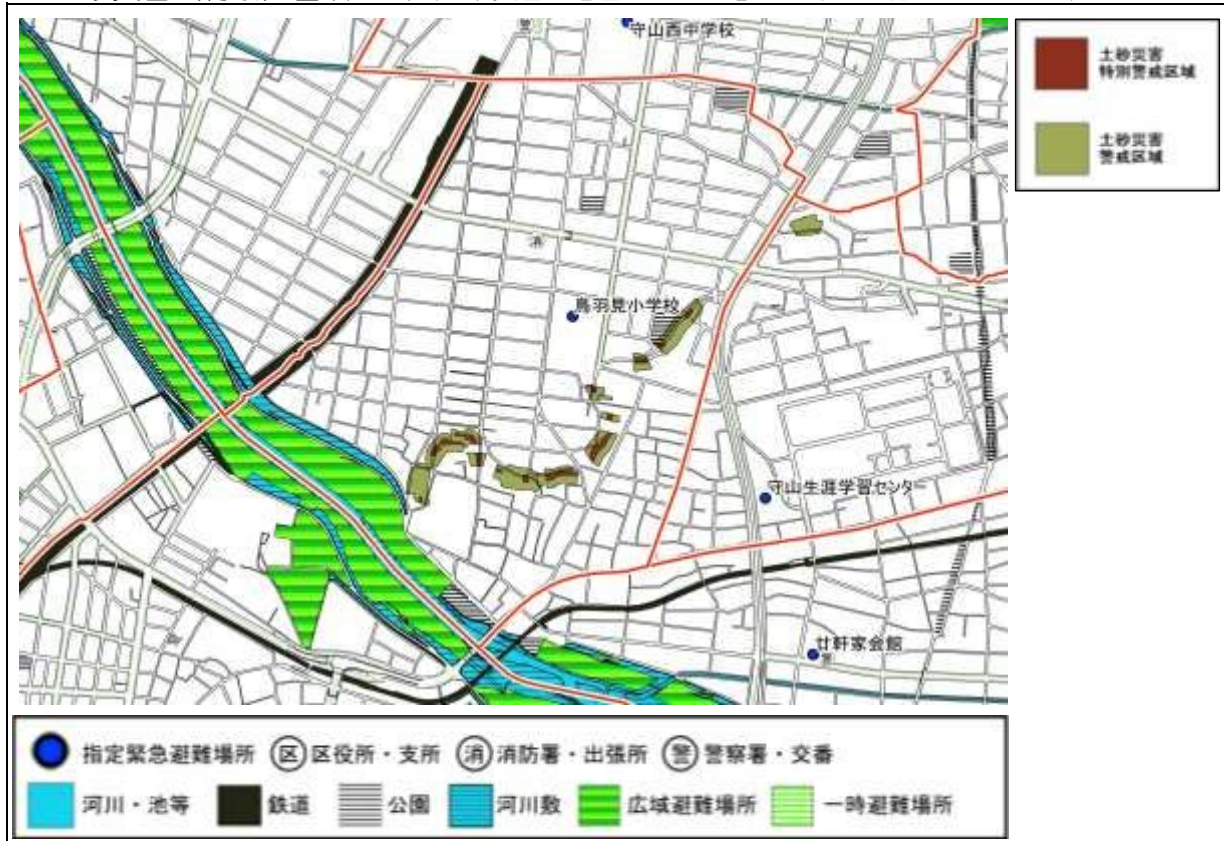 守山西中学校
土砂災害
特別警戒区域
土砂災害
警戒区域
消
鳥羽見小学校
守山生涯学習センター
廿軒家会館
指定緊急避難場所 区 区役所・支所 消 消防署・出張所 警 警察署・交番
河川・池等 鉄道 公園 河川敷 広域避難場所 一時避難場所